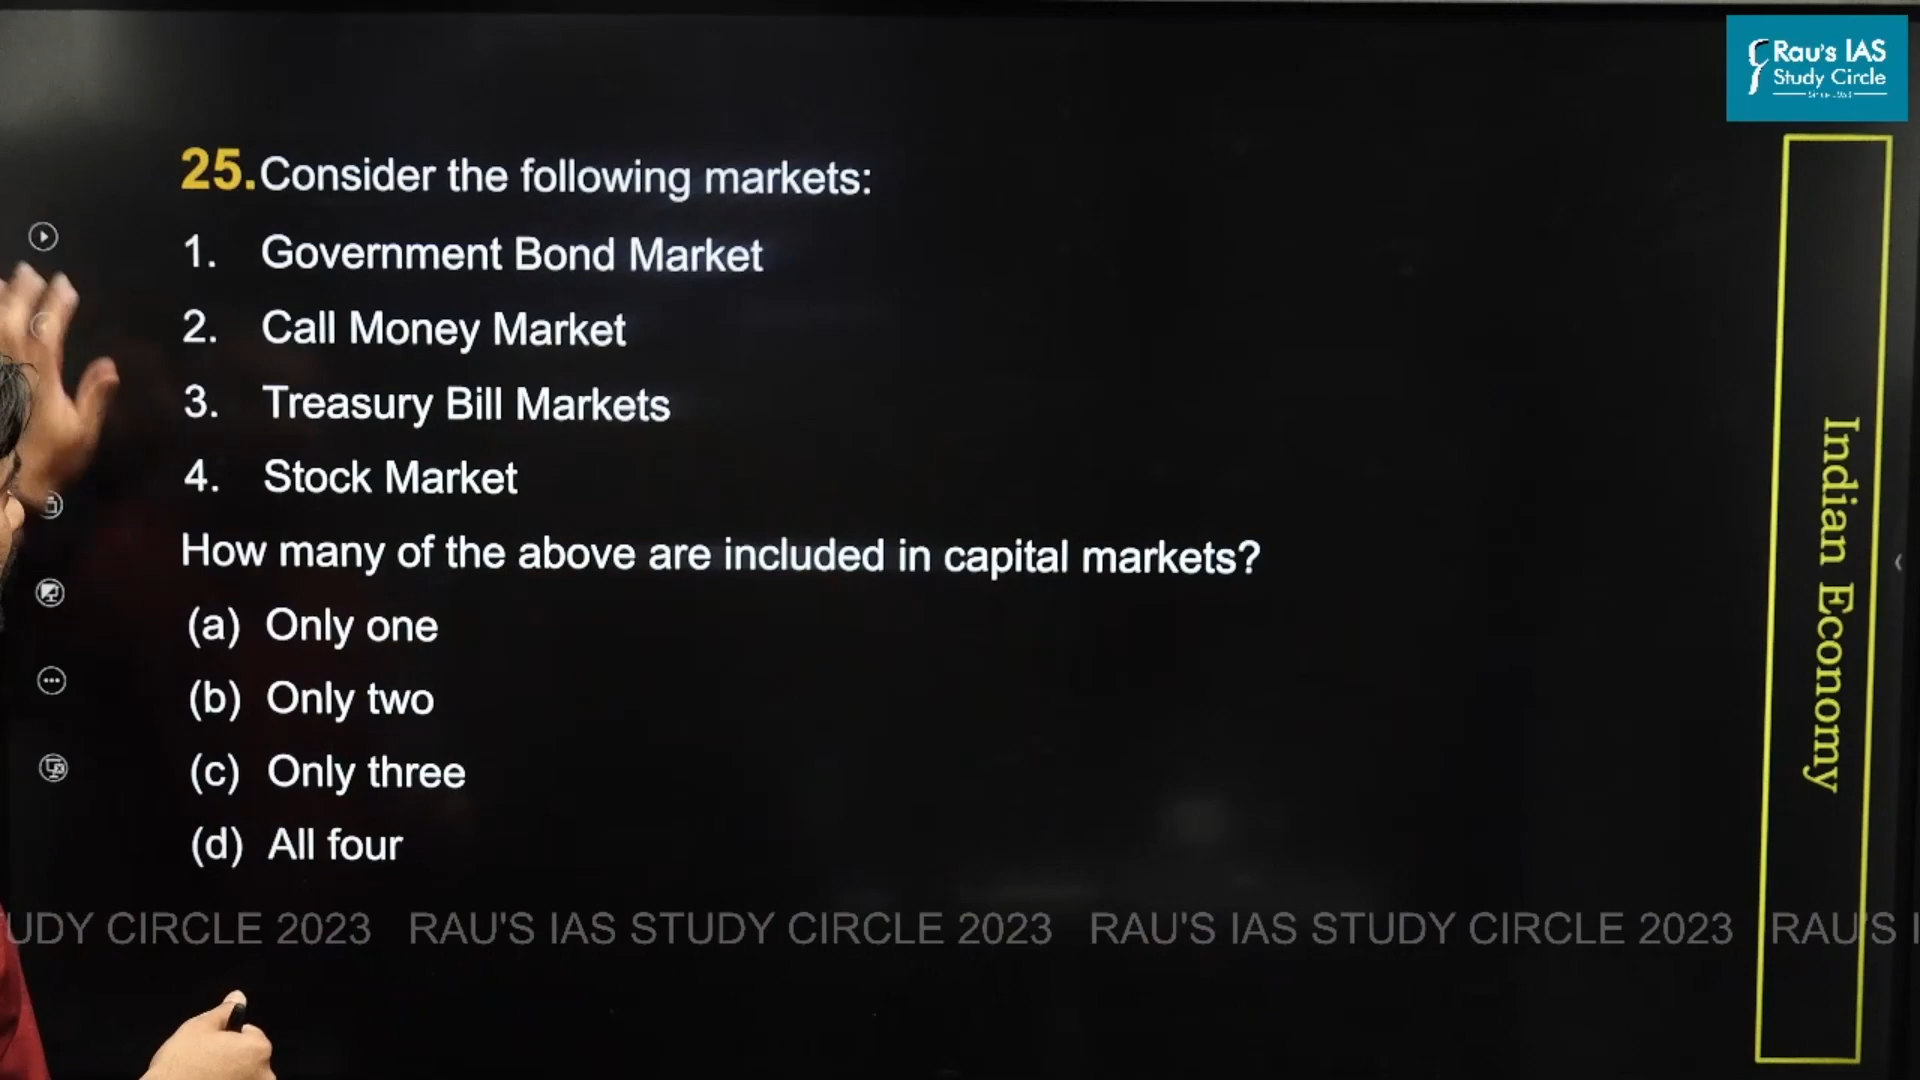 Rau's IAS
Study Circle
25. Consider the following markets:
1. Government Bond Market
2. Call Money Market
3. Treasury Bill Markets
4. Stock Market
How many of the above are included in capital markets?
(a) Only one
(b) Only two
(c) Only three
(d) All four
Indian Economy
UDY CIRCLE 2023 RAU'S IAS STUDY CIRCLE 2023 RAU'S IAS STUDY CIRCLE 2023 RAU'S I